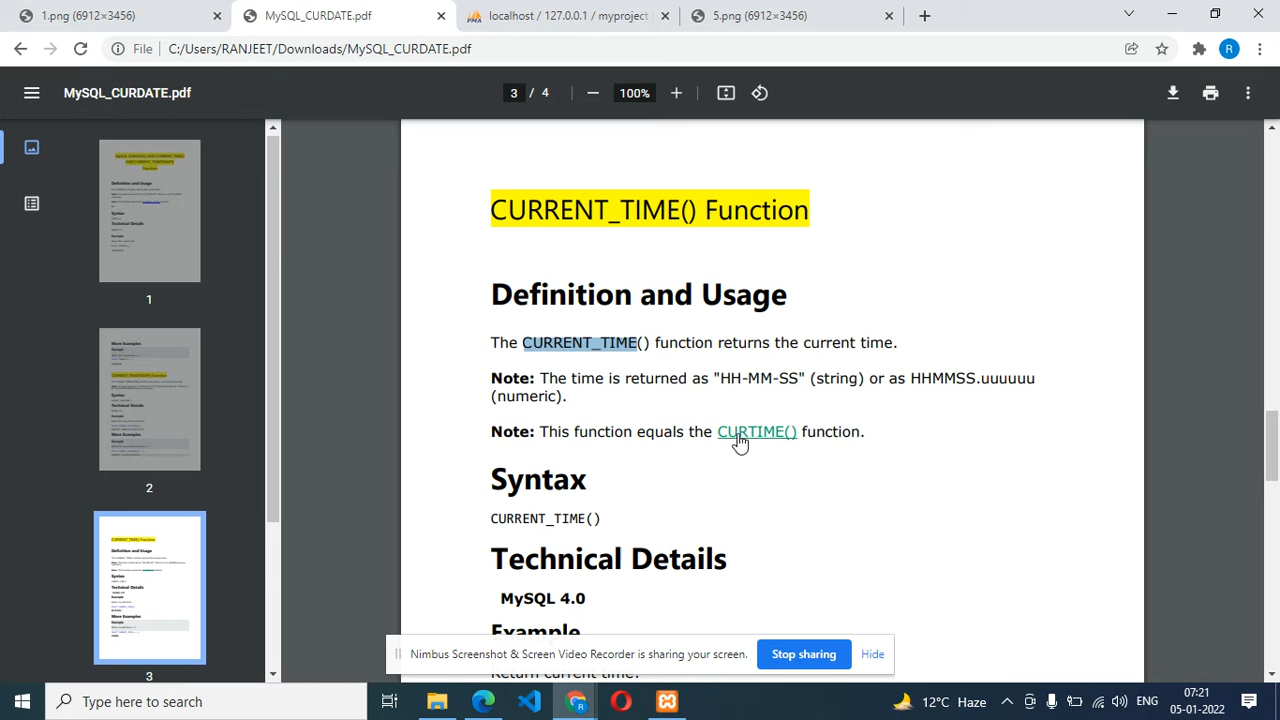 1.png (6912×3456)
MySQL_CURDATE.pdf
localhost / 127.0.0.1 / myproject
5.png (6912×3456)
File
C:/Users/RANJEET/Downloads/MySQL_CURDATE.pdf
R
MySQL_CURDATE.pdf
3 / 4
100%
1
2
3
CURRENT_TIME() Function
Definition and Usage
The CURRENT_TIME() function returns the current time.
Note: The time is returned as "HH-MM-SS" (string) or as HHMMSS.uuuuuu
(numeric).
Note: This function equals the CURTIME() function.
Syntax
CURRENT_TIME()
Technical Details
MySQL 4.0
Example
Return current time:
Nimbus Screenshot & Screen Video Recorder is sharing your screen.
Stop sharing
Hide
Type here to search
12°C Haze
ENG
07:21
05-01-2022